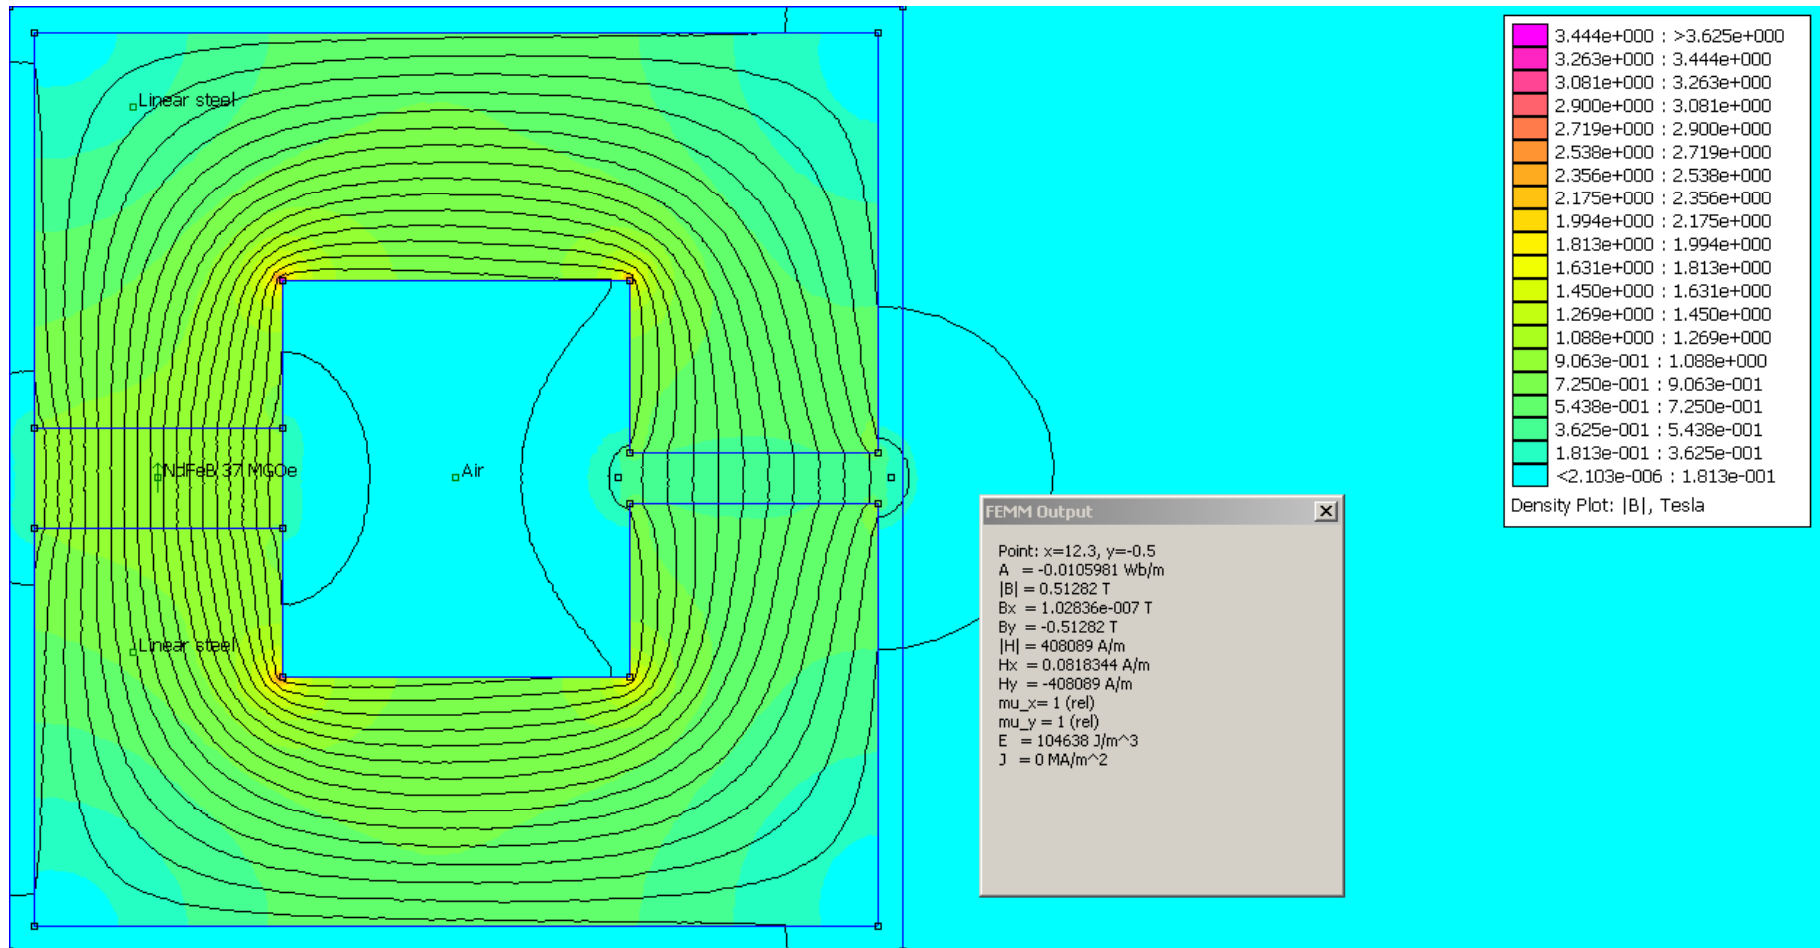 Linear steel
NdFeB 37 MGOe
Air
Linear steel
3.444e+000 : >3.625e+000
3.263e+000 : 3.444e+000
3.081e+000 : 3.263e+000
2.900e+000 : 3.081e+000
2.719e+000 : 2.900e+000
2.538e+000 : 2.719e+000
2.356e+000 : 2.538e+000
2.175e+000 : 2.356e+000
1.994e+000 : 2.175e+000
1.813e+000 : 1.994e+000
1.631e+000 : 1.813e+000
1.450e+000 : 1.631e+000
1.269e+000 : 1.450e+000
1.088e+000 : 1.269e+000
9.063e-001 : 1.088e+000
7.250e-001 : 9.063e-001
5.438e-001 : 7.250e-001
3.625e-001 : 5.438e-001
1.813e-001 : 3.625e-001
<2.103e-006 : 1.813e-001
Density Plot: |B|, Tesla
FEMM Output
Point: x=12.3, y=-0.5
A = -0.0105981 Wb/m
|B| = 0.51282 T
Bx = 1.02836e-007 T
By = -0.51282 T
|H| = 408089 A/m
Hx = 0.0818344 A/m
Hy = -408089 A/m
mu_x= 1 (rel)
mu_y = 1 (rel)
E = 104638 J/m^3
J = 0 MA/m^2